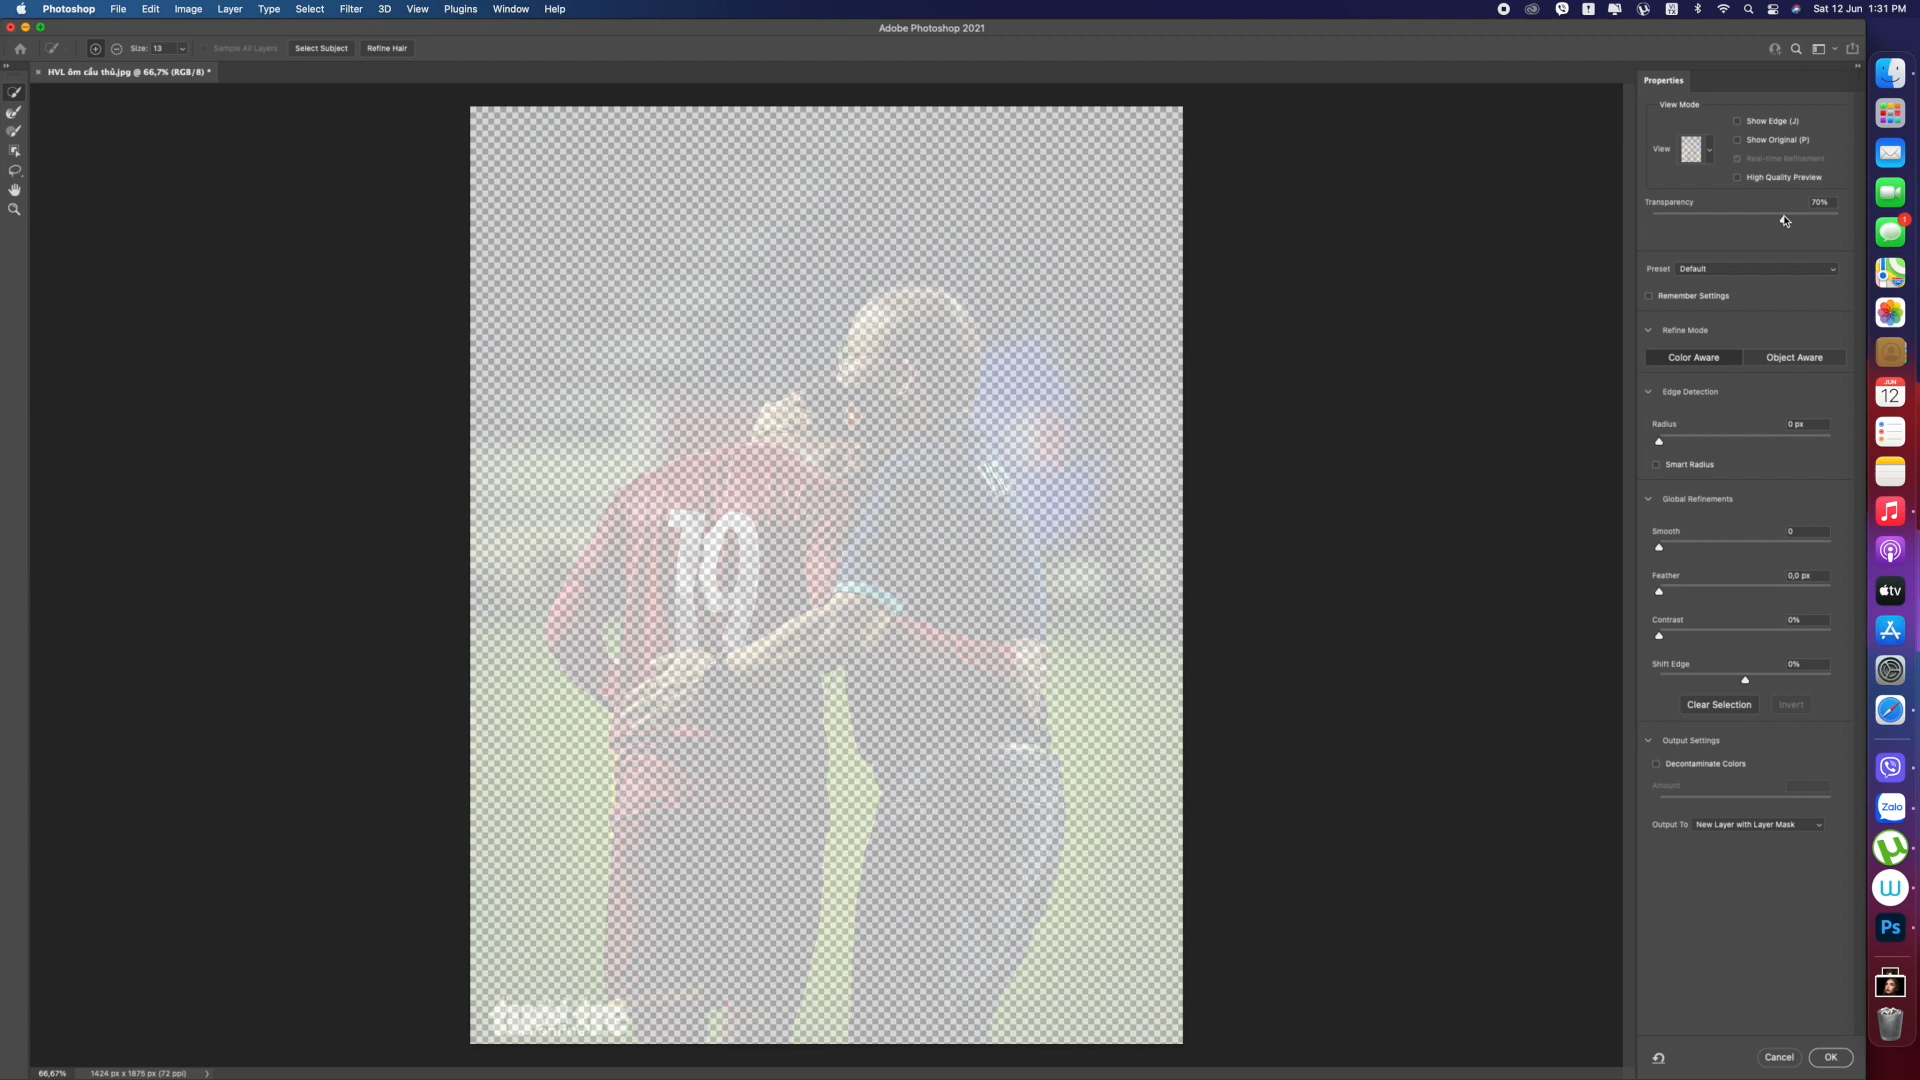 Photoshop File Edit Image Layer Type Select Filter 3D View Plugins Window Help Sat 12 Jun 1:31 PM
Adobe Photoshop 2021
Size: 13 Sample All Layers Select Subject Refine Hair
HVL ôm cầu thủ.jpg @ 66,7% (RGB/8) *
Properties
View Mode
Show Edge (J)
Show Original (P)
View
Real-time Refinement
High Quality Preview
Transparency 70%
Preset Default
Remember Settings
Refine Mode
Color Aware Object Aware
Edge Detection
Radius 0 px
Smart Radius
Global Refinements
Smooth 0
Feather 0,0 px
Contrast 0%
Shift Edge 0%
Clear Selection Invert
Output Settings
Decontaminate Colors
Amount
Output To New Layer with Layer Mask
Cancel OK
66,67% 1424 px x 1875 px (72 ppi)
10
1
JUN
12
tv
Zalo
Ps